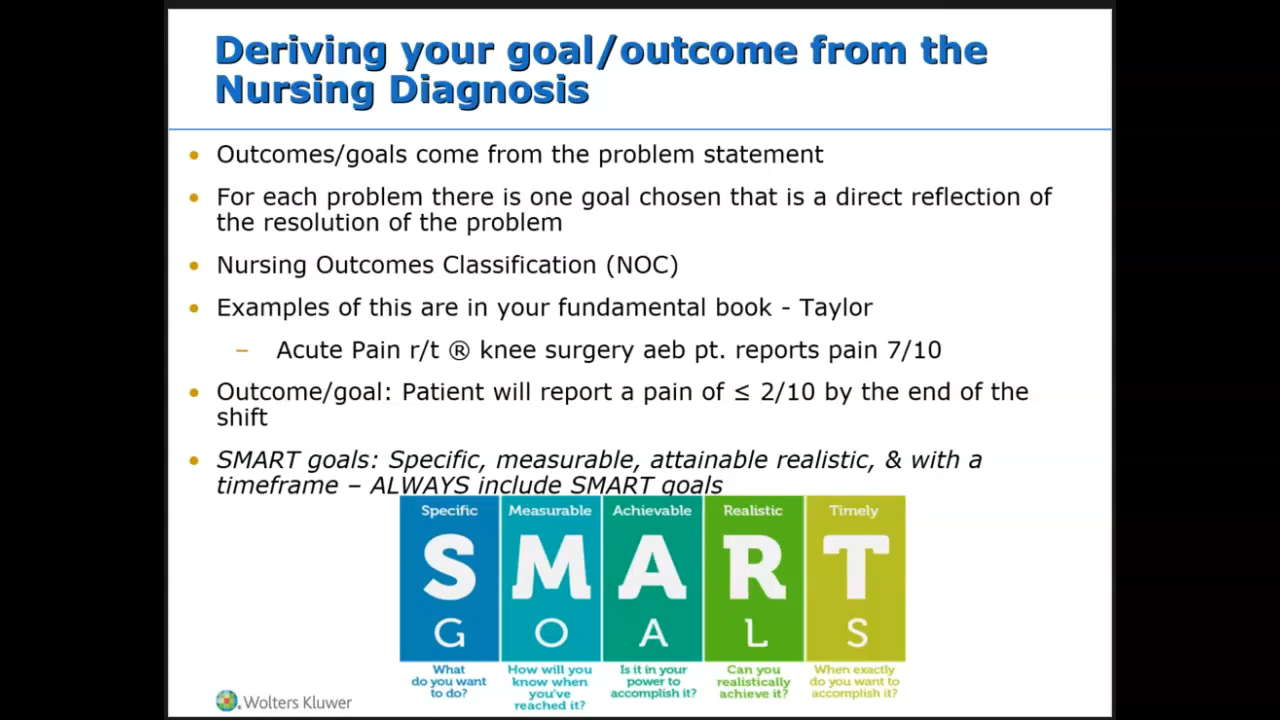 Deriving your goal/outcome from the
Nursing Diagnosis
• Outcomes/goals come from the problem statement
• For each problem there is one goal chosen that is a direct reflection of
the resolution of the problem
• Nursing Outcomes Classification (NOC)
• Examples of this are in your fundamental book - Taylor
– Acute Pain r/t ® knee surgery aeb pt. reports pain 7/10
• Outcome/goal: Patient will report a pain of ≤ 2/10 by the end of the
shift
• SMART goals: Specific, measurable, attainable realistic, & with a
timeframe – ALWAYS include SMART goals
Specific Measurable Achievable Realistic Timely
S M A R T
G O A L S
What
do you want
to do?
How will you
know when
you've
reached it?
Is it in your
power to
accomplish it?
Can you
realistically
achieve it?
When exactly
do you want to
accomplish it?
Wolters Kluwer